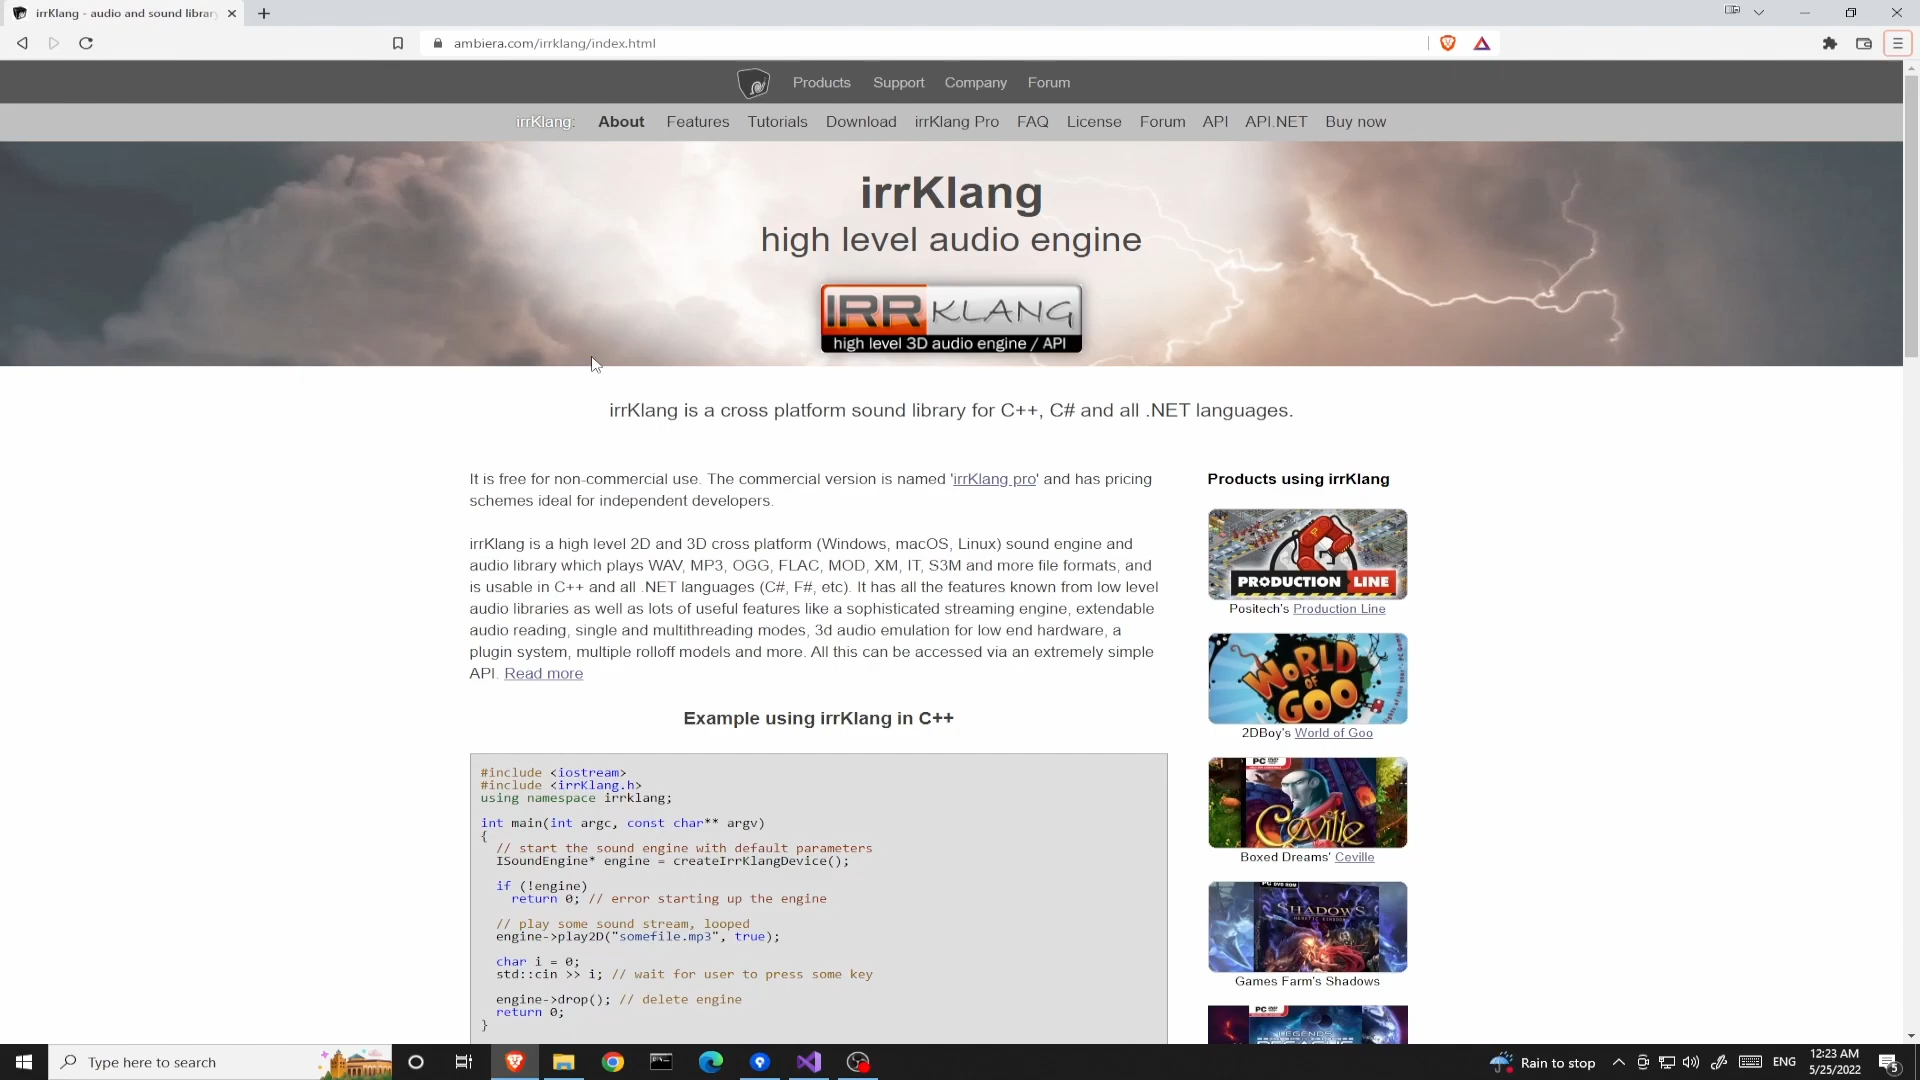 irrKlang - audio and sound library
ambiera.com/irrklang/index.html
Products Support Company Forum
irrKlang: About Features Tutorials Download irrKlang Pro FAQ License Forum API API.NET Buy now
irrKlang
high level audio engine
IRR KLANG
high level 3D audio engine / API
irrKlang is a cross platform sound library for C++, C# and all .NET languages.
It is free for non-commercial use. The commercial version is named 'irrKlang pro' and has pricing
schemes ideal for independent developers.
irrKlang is a high level 2D and 3D cross platform (Windows, macOS, Linux) sound engine and
audio library which plays WAV, MP3, OGG, FLAC, MOD, XM, IT, S3M and more file formats, and
is usable in C++ and all .NET languages (C#, F#, etc). It has all the features known from low level
audio libraries as well as lots of useful features like a sophisticated streaming engine, extendable
audio reading, single and multithreading modes, 3d audio emulation for low end hardware, a
plugin system, multiple rolloff models and more. All this can be accessed via an extremely simple
API. Read more
Example using irrKlang in C++
#include <iostream>
#include <irrKlang.h>
using namespace irrklang;
int main(int argc, const char** argv)
{
// start the sound engine with default parameters
ISoundEngine* engine = createIrrKlangDevice();
if (!engine)
return 0; // error starting up the engine
// play some sound stream, looped
engine->play2D("somefile.mp3", true);
char i = 0;
std::cin >> i; // wait for user to press some key
engine->drop(); // delete engine
return 0;
}
Products using irrKlang
PRODUCTION LINE
Positech's Production Line
WORLD OF GOO
2DBoy's World of Goo
PC
Ceville
Boxed Dreams' Ceville
PC DVD ROM
SHADOWS
HERETIC KINGDOMS
Games Farm's Shadows
PC
LEGENDS
PEGASUS
Type here to search
Rain to stop
ENG
12:23 AM
5/25/2022
5